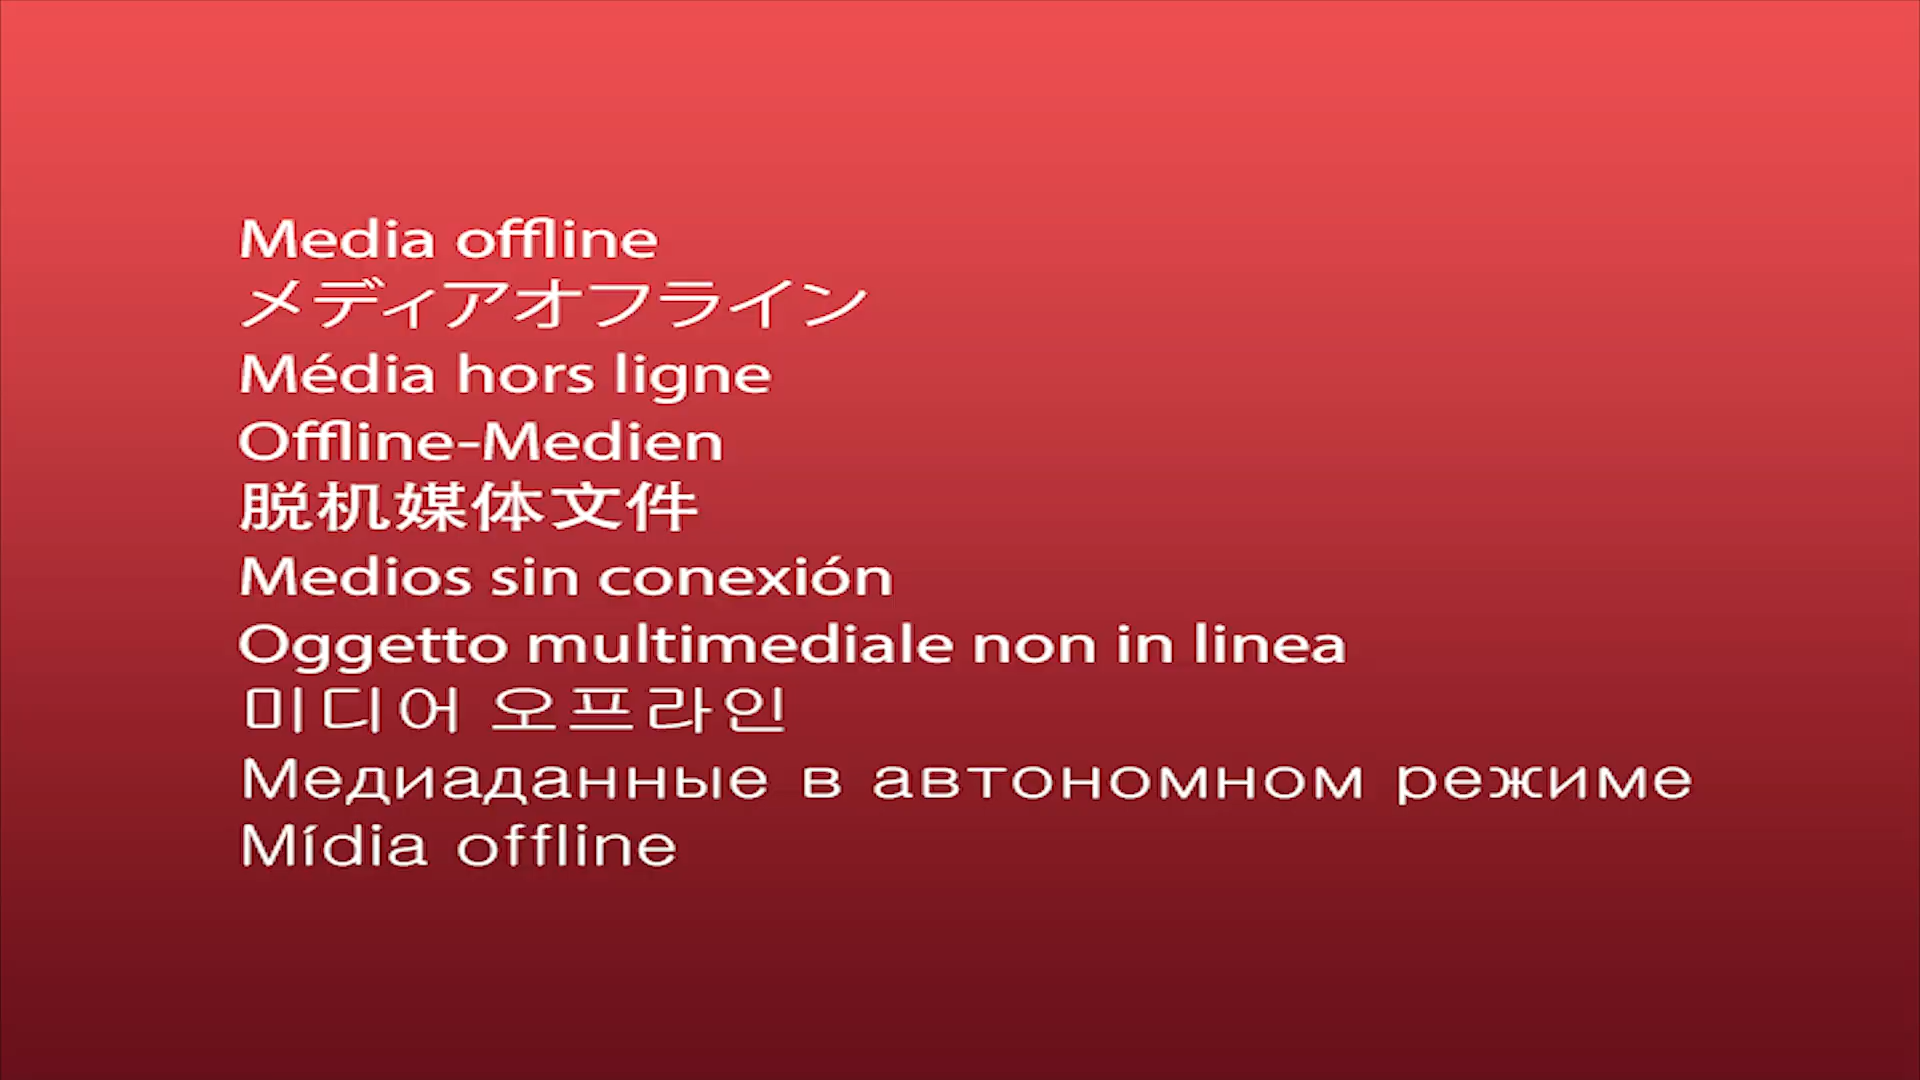 Media offline
メディアオフライン
Média hors ligne
Offline-Medien
脱机媒体文件
Medios sin conexión
Oggetto multimediale non in linea
미디어 오프라인
Медиаданные в автономном режиме
Mídia offline